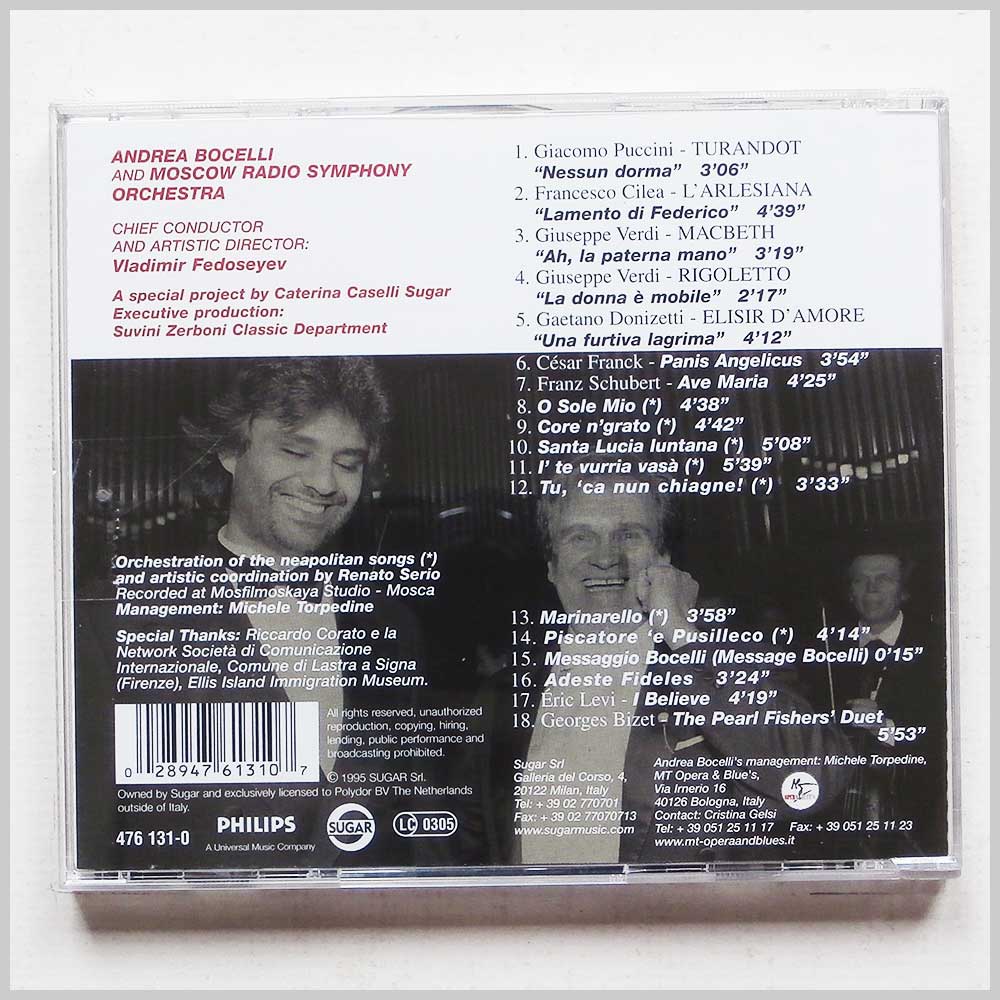 ANDREA BOCELLI
AND MOSCOW RADIO SYMPHONY
ORCHESTRA
CHIEF CONDUCTOR
AND ARTISTIC DIRECTOR:
Vladimir Fedoseyev
A special project by Caterina Caselli Sugar
Executive production:
Suvini Zerboni Classic Department
1. Giacomo Puccini - TURANDOT
“Nessun dorma” 3’06”
2. Francesco Cilea - L’ARLESIANA
“Lamento di Federico” 4’39”
3. Giuseppe Verdi - MACBETH
“Ah, la paterna mano” 3’19”
4. Giuseppe Verdi - RIGOLETTO
“La donna è mobile” 2’17”
5. Gaetano Donizetti - ELISIR D’AMORE
“Una furtiva lagrima” 4’12”
6. César Franck - Panis Angelicus 3’54”
7. Franz Schubert - Ave Maria 4’25”
8. O Sole Mio (*) 4’38”
9. Core n’grato (*) 4’42”
10. Santa Lucia luntana (*) 5’08”
11. I’ te vurria vasà (*) 5’39”
12. Tu, ‘ca nun chiagne! (*) 3’33”
13. Marinarello (*) 3’58”
14. Piscatore ‘e Pusilleco (*) 4’14”
15. Messaggio Bocelli (Message Bocelli) 0’15”
16. Adeste Fideles 3’24”
17. Éric Levi - I Believe 4’19”
18. Georges Bizet - The Pearl Fishers’ Duet
5’53”
Orchestration of the neapolitan songs (*)
and artistic coordination by Renato Serio
Recorded at Mosfilmoskaya Studio - Mosca
Management: Michele Torpedine
Special Thanks: Riccardo Corato e la
Network Società di Comunicazione
Internazionale, Comune di Lastra a Signa
(Firenze), Ellis Island Immigration Museum.
All rights reserved, unauthorized
reproduction, copying, hiring,
lending, public performance and
broadcasting prohibited.
© 1995 SUGAR Srl.
0 28947 61310 7
Owned by Sugar and exclusively licensed to Polydor BV The Netherlands
outside of Italy.
476 131-0
PHILIPS
A Universal Music Company
SUGAR
LC 0305
Sugar Srl
Galleria del Corso, 4,
20122 Milan, Italy
Tel: + 39 02 770701
Fax: + 39 02 77070713
www.sugarmusic.com
Andrea Bocelli's management: Michele Torpedine,
MT Opera & Blue's,
Via Irnerio 16
40126 Bologna, Italy
Contact: Cristina Gelsi
Tel: + 39 051 25 11 17 Fax: + 39 051 25 11 23
www.mt-operaandblues.it